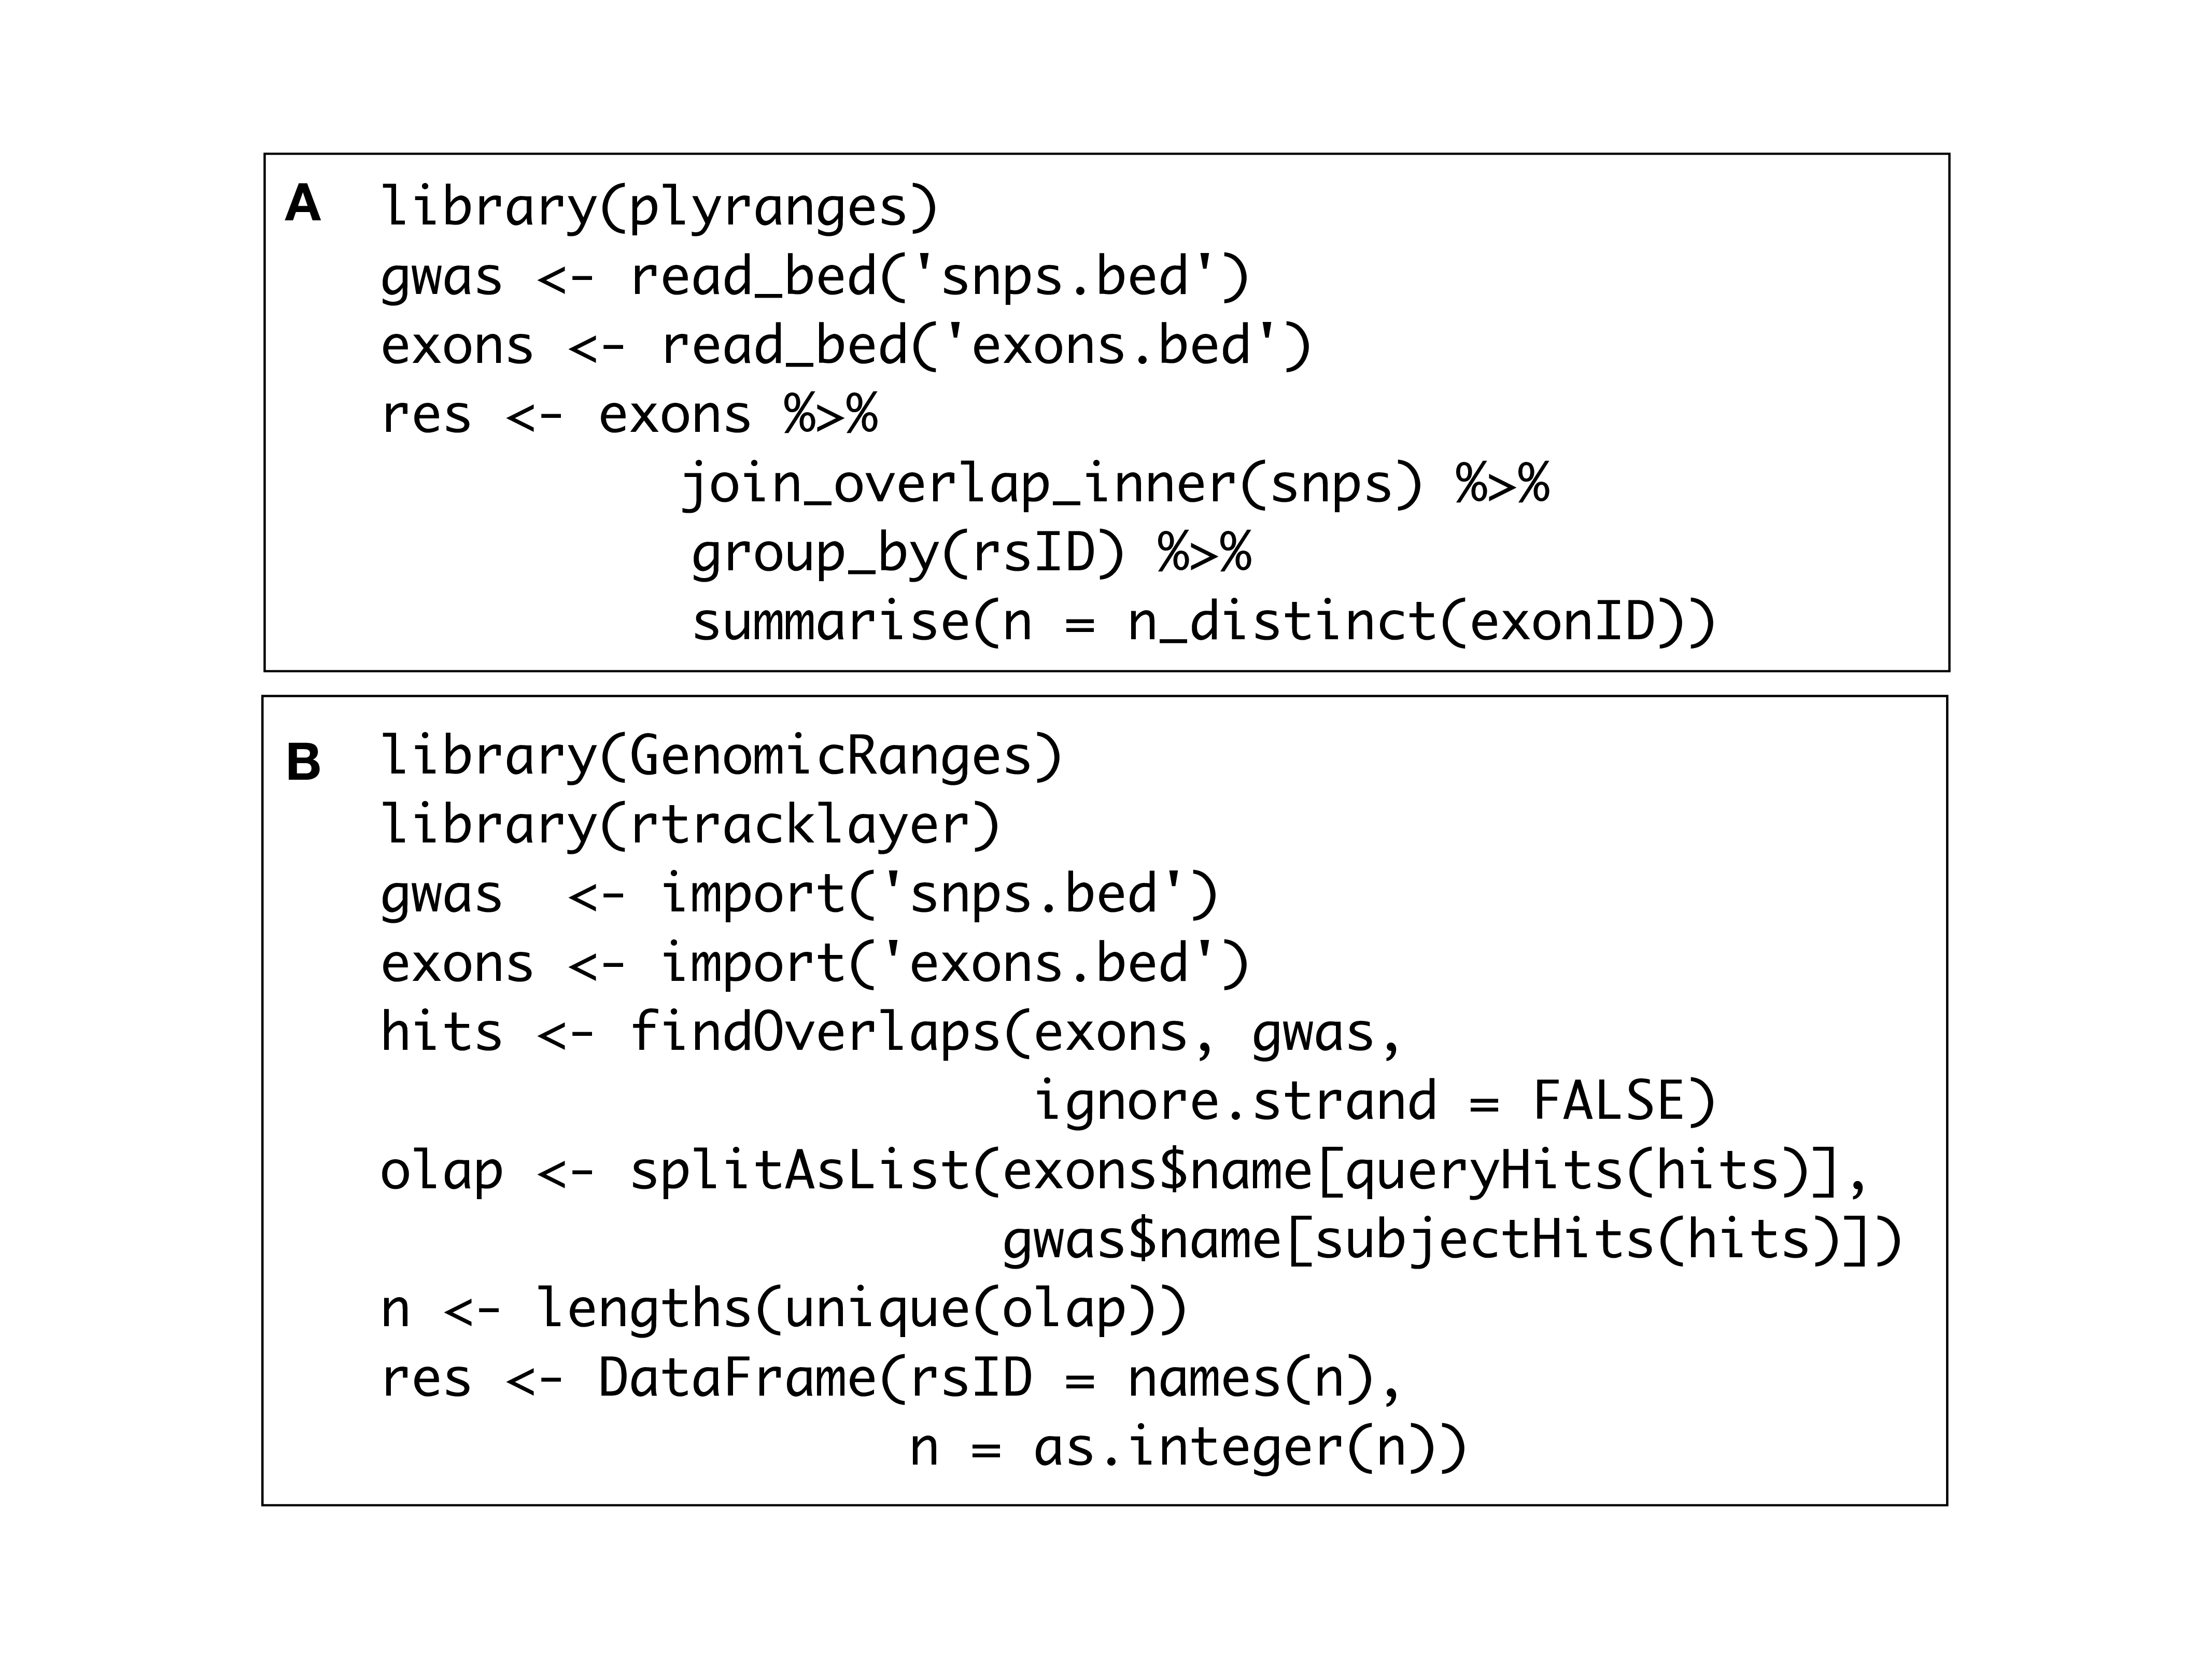 A library(plyranges)
gwas <- read_bed('snps.bed')
exons <- read_bed('exons.bed')
res <- exons %>%
join_overlap_inner(snps) %>%
group_by(rsID) %>%
summarise(n = n_distinct(exonID))
B library(GenomicRanges)
library(rtracklayer)
gwas  <- import('snps.bed')
exons <- import('exons.bed')
hits <- findOverlaps(exons, gwas,
ignore.strand = FALSE)
olap <- splitAsList(exons$name[queryHits(hits)],
gwas$name[subjectHits(hits)])
n <- lengths(unique(olap))
res <- DataFrame(rsID = names(n),
n = as.integer(n))